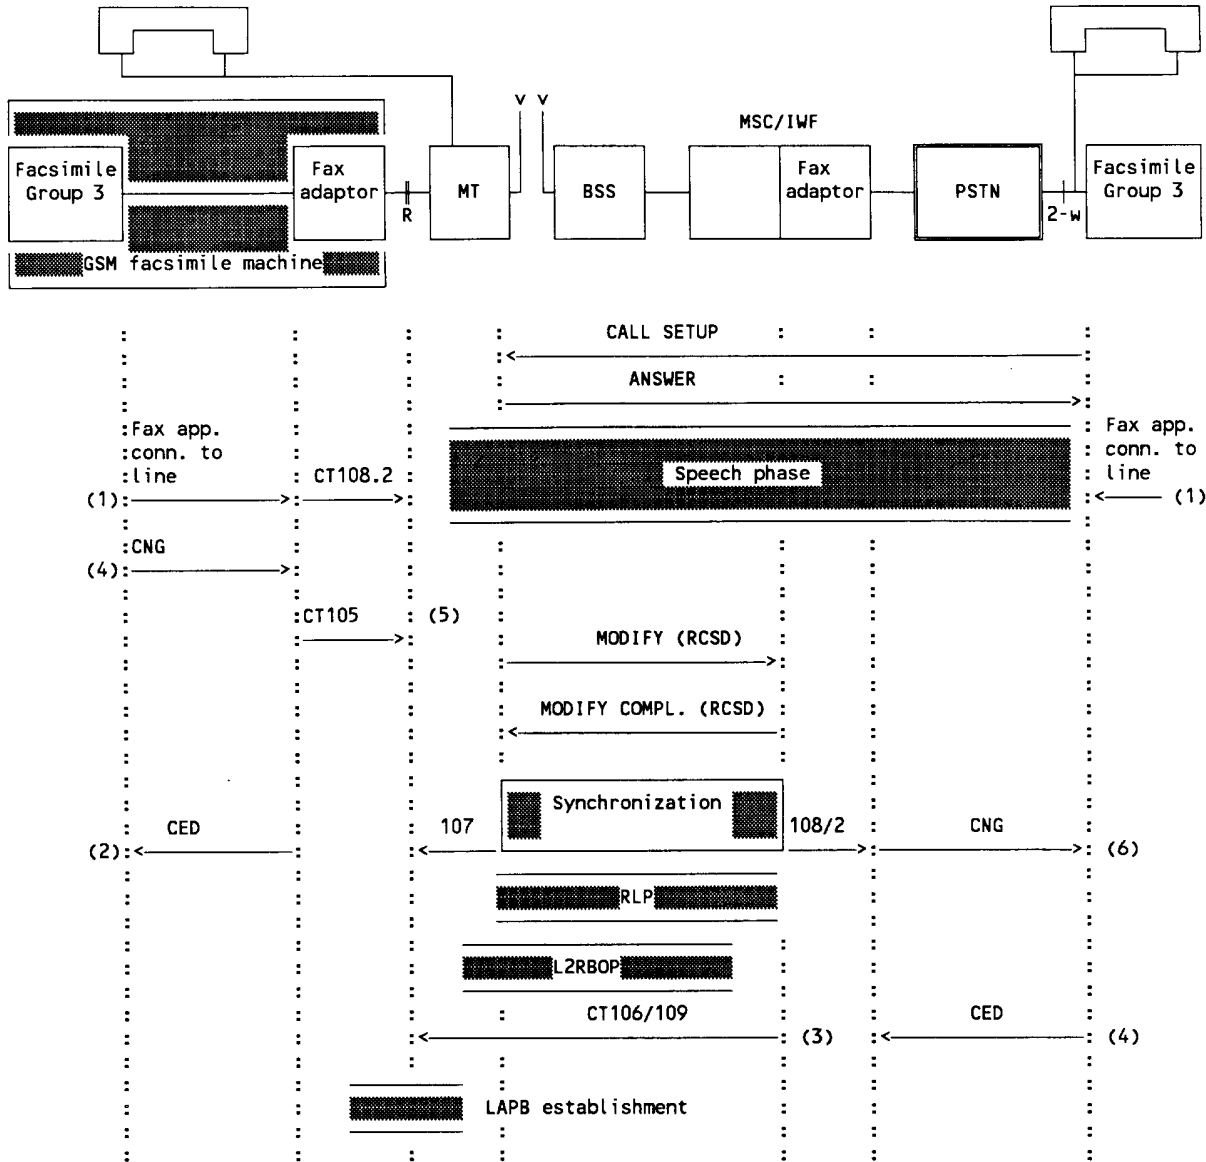 MSC/IWF
Facsimile
Group 3
Fax
adaptor
R
MT
BSS
Fax
adaptor
PSTN
2-w
Facsimile
Group 3
GSM facsimile machine
CALL SETUP
ANSWER
Fax app.
conn. to
line
(1)
CT108.2
Speech phase
Fax app.
conn. to
line
(1)
CNG
(4)
CT105
(5)
MODIFY (RCSD)
MODIFY COMPL. (RCSD)
Synchronization
CED
(2)
107
108/2
CNG
(6)
RLP
L2RBOP
CT106/109
(3)
CED
(4)
LAPB establishment